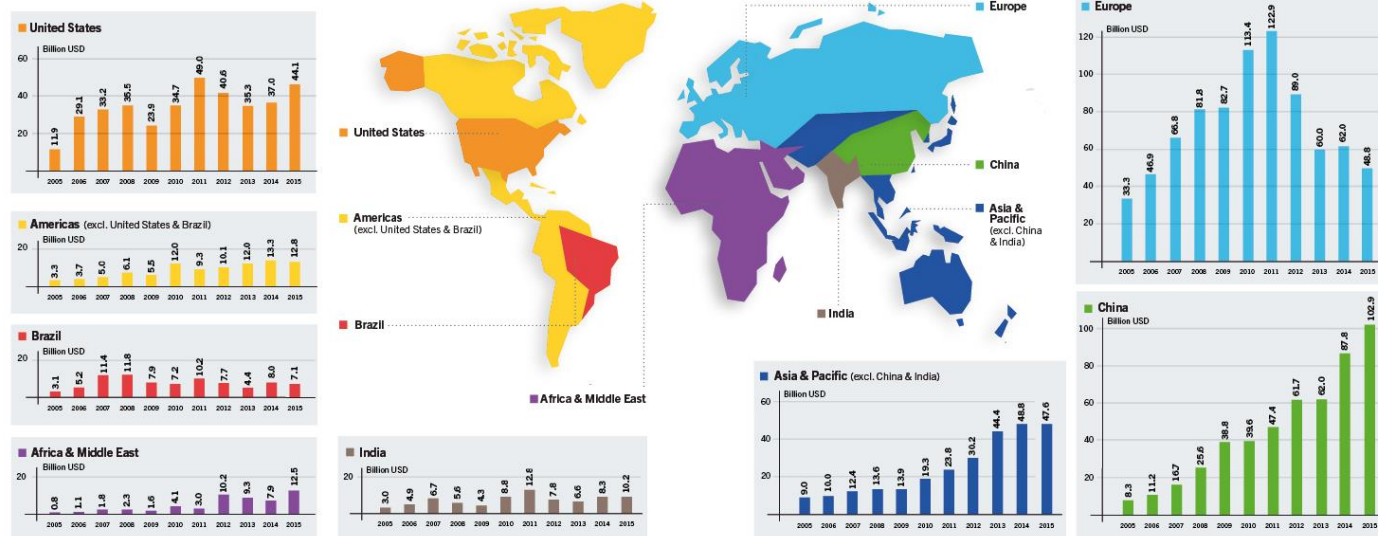 United States
Billion USD
60
20
11.9 29.1 33.2 35.5 23.9 34.7 49.0 40.6 35.3 37.0 44.1
2005 2006 2007 2008 2009 2010 2011 2012 2013 2014 2015
Americas (excl. United States & Brazil)
Billion USD
20
3.3 3.7 5.0 6.1 5.5 12.0 9.3 10.1 12.0 13.3 12.8
2005 2006 2007 2008 2009 2010 2011 2012 2013 2014 2015
Brazil
Billion USD
20
3.1 5.2 11.4 11.8 7.9 7.2 10.2 7.7 4.4 8.0 7.1
2005 2006 2007 2008 2009 2010 2011 2012 2013 2014 2015
Africa & Middle East
Billion USD
20
0.8 1.1 1.8 2.3 1.6 4.1 3.0 10.2 9.3 7.9 12.5
2005 2006 2007 2008 2009 2010 2011 2012 2013 2014 2015
United States
Americas
(excl. United States & Brazil)
Brazil
Africa & Middle East
Europe
China
Asia &
Pacific
(excl. China
& India)
India
India
Billion USD
20
3.0 4.9 6.7 5.6 4.3 8.8 12.8 7.8 6.6 8.3 10.2
2005 2006 2007 2008 2009 2010 2011 2012 2013 2014 2015
Asia & Pacific (excl. China & India)
Billion USD
60
40
20
9.0 10.0 12.4 13.6 13.9 19.3 23.8 30.2 44.4 48.8 47.6
2005 2006 2007 2008 2009 2010 2011 2012 2013 2014 2015
Europe
Billion USD
120
100
80
60
40
20
33.3 46.9 66.8 81.8 82.7 113.4 122.9 89.0 60.0 62.0 48.8
2005 2006 2007 2008 2009 2010 2011 2012 2013 2014 2015
China
Billion USD
100
80
60
40
20
8.3 11.2 16.7 25.6 38.8 39.6 47.4 61.7 62.0 87.8 102.9
2005 2006 2007 2008 2009 2010 2011 2012 2013 2014 2015